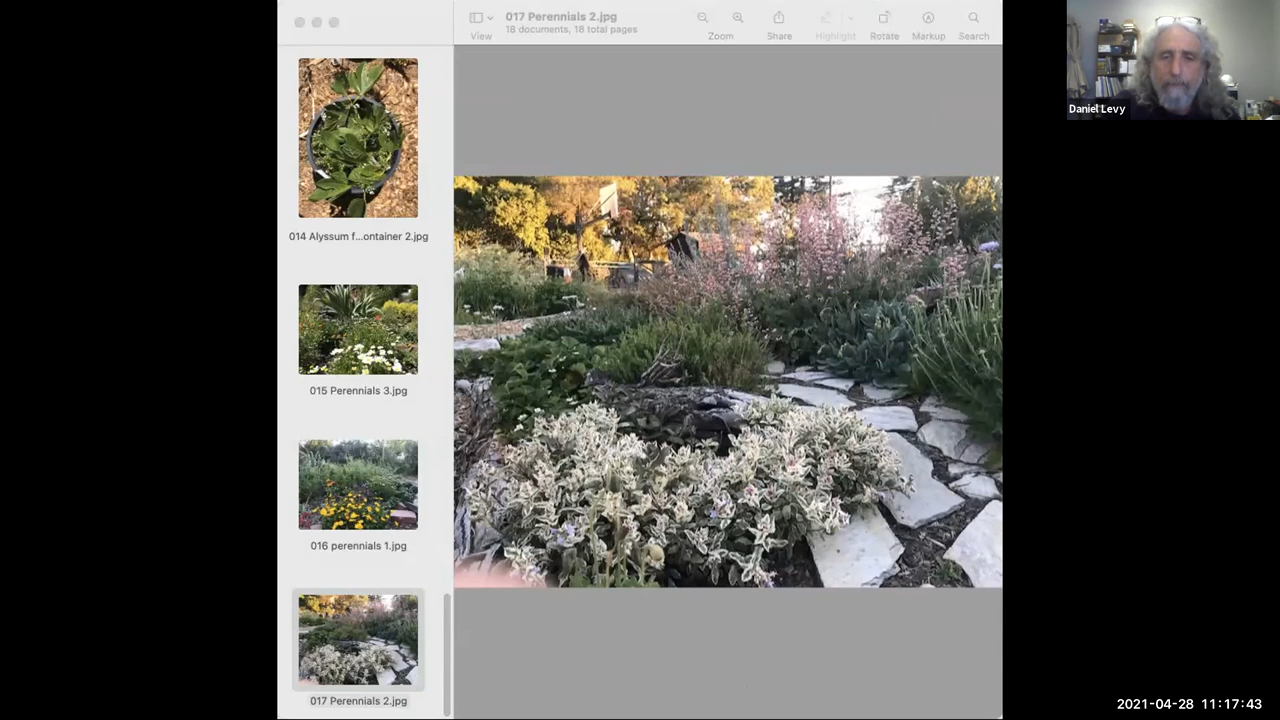 017 Perennials 2.jpg
18 documents, 18 total pages
View
Zoom
Share
Highlight
Rotate
Markup
Search
014 Alyssum f...ontainer 2.jpg
015 Perennials 3.jpg
016 perennials 1.jpg
017 Perennials 2.jpg
Daniel Levy
2021-04-28 11:17:43